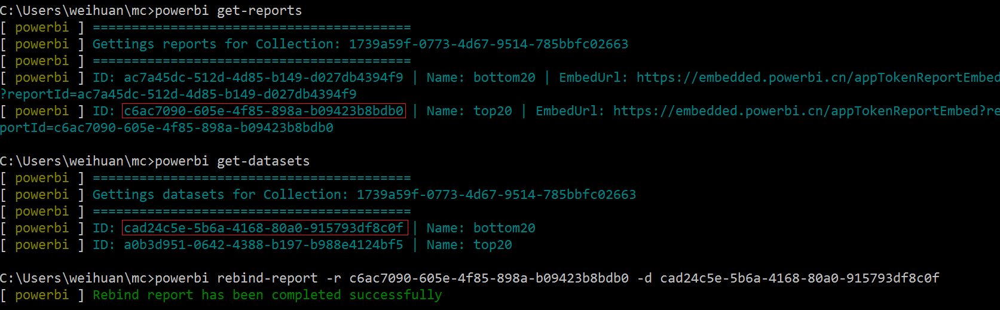 C:\Users\weihuan\mc>powerbi get-reports
[ powerbi ] =========================================
[ powerbi ] Gettings reports for Collection: 1739a59f-0773-4d67-9514-785bbfc02663
[ powerbi ] =========================================
[ powerbi ] ID: ac7a45dc-512d-4d85-b149-d027db4394f9 | Name: bottom20 | EmbedUrl: https://embedded.powerbi.cn/appTokenReportEmbed
?reportId=ac7a45dc-512d-4d85-b149-d027db4394f9
[ powerbi ] ID: c6ac7090-605e-4f85-898a-b09423b8bdb0 | Name: top20 | EmbedUrl: https://embedded.powerbi.cn/appTokenReportEmbed?re
portId=c6ac7090-605e-4f85-898a-b09423b8bdb0
C:\Users\weihuan\mc>powerbi get-datasets
[ powerbi ] =========================================
[ powerbi ] Gettings datasets for Collection: 1739a59f-0773-4d67-9514-785bbfc02663
[ powerbi ] =========================================
[ powerbi ] ID: cad24c5e-5b6a-4168-80a0-915793df8c0f | Name: bottom20
[ powerbi ] ID: a0b3d951-0642-4388-b197-b988e4124bf5 | Name: top20
C:\Users\weihuan\mc>powerbi rebind-report -r c6ac7090-605e-4f85-898a-b09423b8bdb0 -d cad24c5e-5b6a-4168-80a0-915793df8c0f
[ powerbi ] Rebind report has been completed successfully